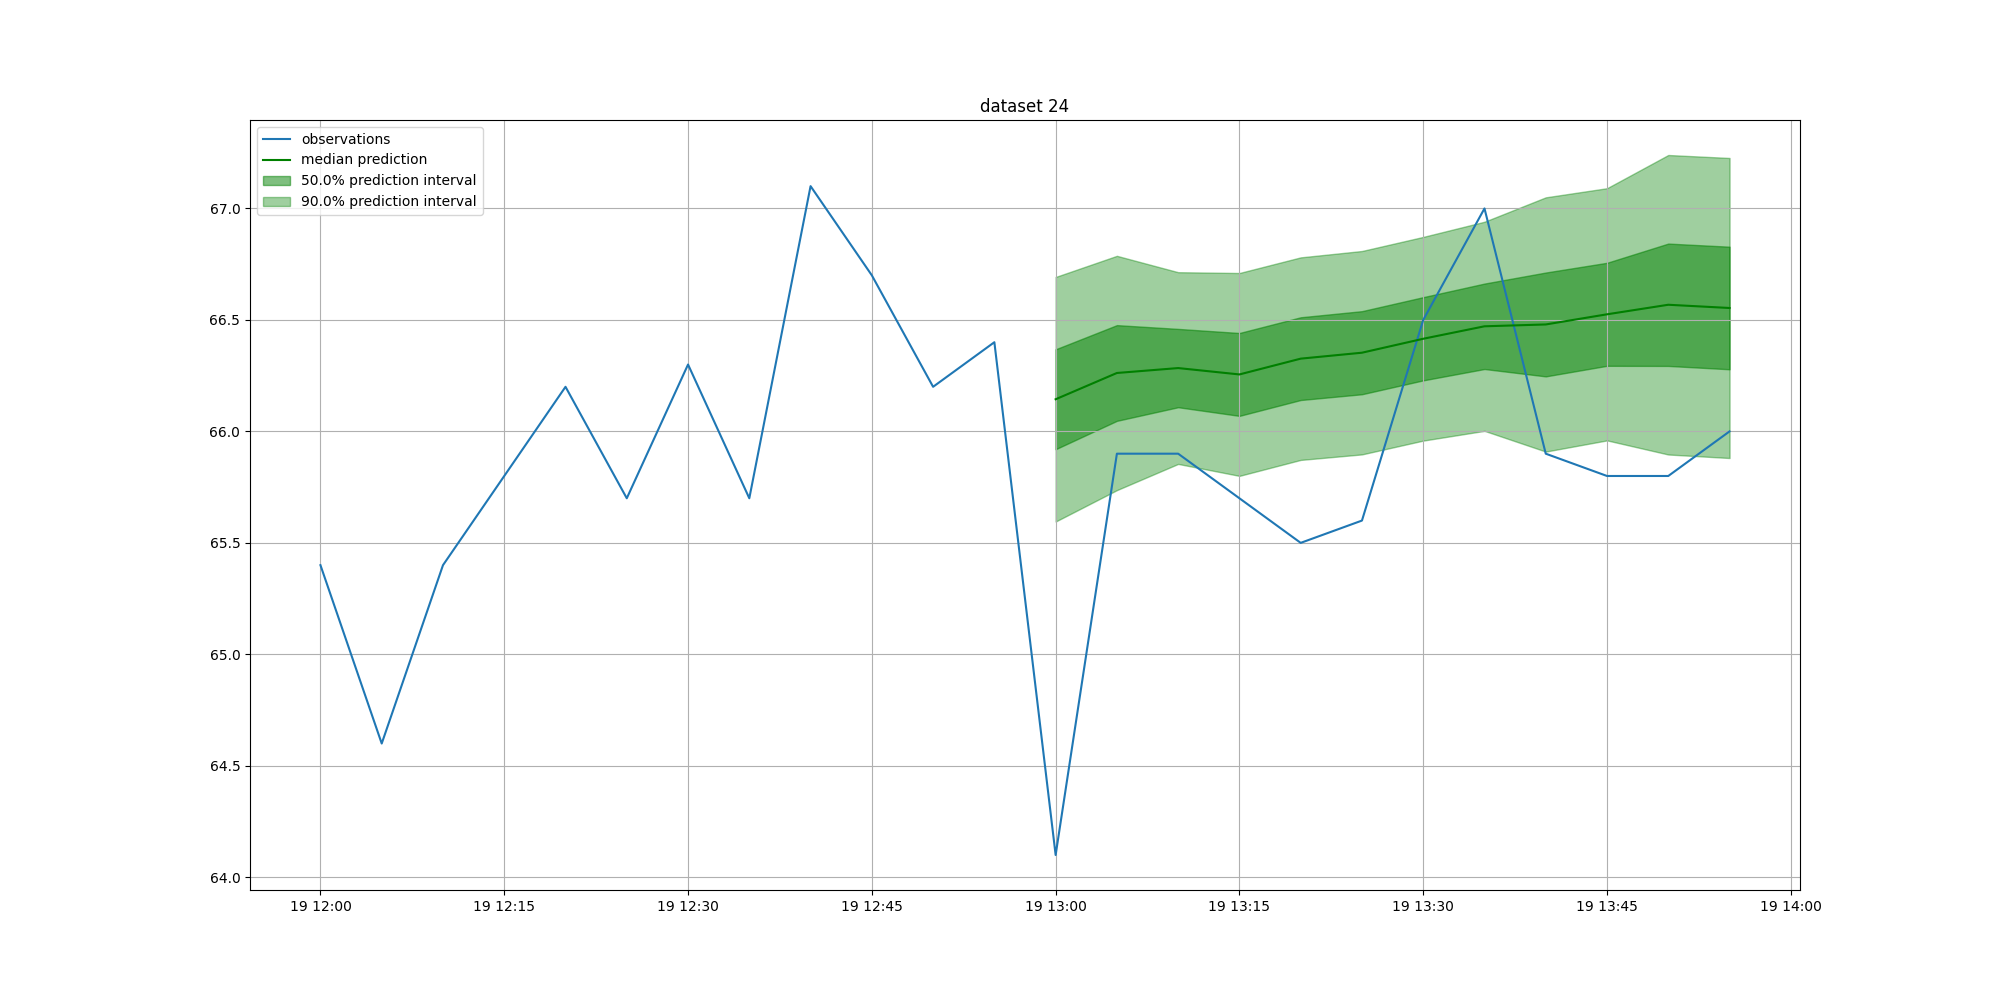 dataset 24
observations
median prediction
50.0% prediction interval
90.0% prediction interval
67.0
66.5
66.0
65.5
65.0
64.5
64.0
19 12:00 19 12:15 19 12:30 19 12:45 19 13:00 19 13:15 19 13:30 19 13:45 19 14:00